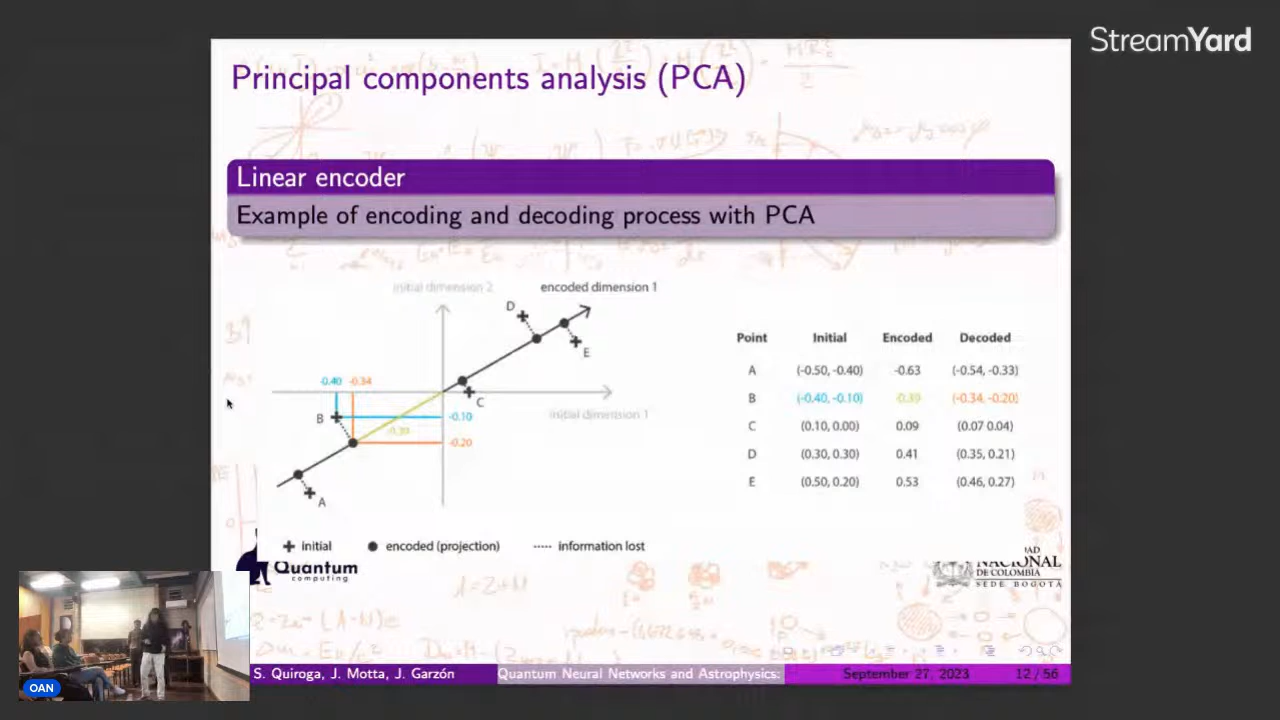 StreamYard
Principal components analysis (PCA)
Linear encoder
Example of encoding and decoding process with PCA
initial dimension 2
encoded dimension 1
D
E
-0.40 -0.34
C
initial dimension 1
B
-0.10
-0.39
-0.20
A
Point Initial Encoded Decoded
A (-0.50, -0.40) -0.63 (-0.54, -0.33)
B (-0.40, -0.10) -0.39 (-0.34, -0.20)
C (0.10, 0.00) 0.09 (0.07 0.04)
D (0.30, 0.30) 0.41 (0.35, 0.21)
E (0.50, 0.20) 0.53 (0.46, 0.27)
initial encoded (projection) information lost
Quantum
computing
NACIONAL
DE COLOMBIA
SEDE BOGOTÁ
OAN
S. Quiroga, J. Motta, J. Garzón Quantum Neural Networks and Astrophysics: September 27, 2023 12 / 56